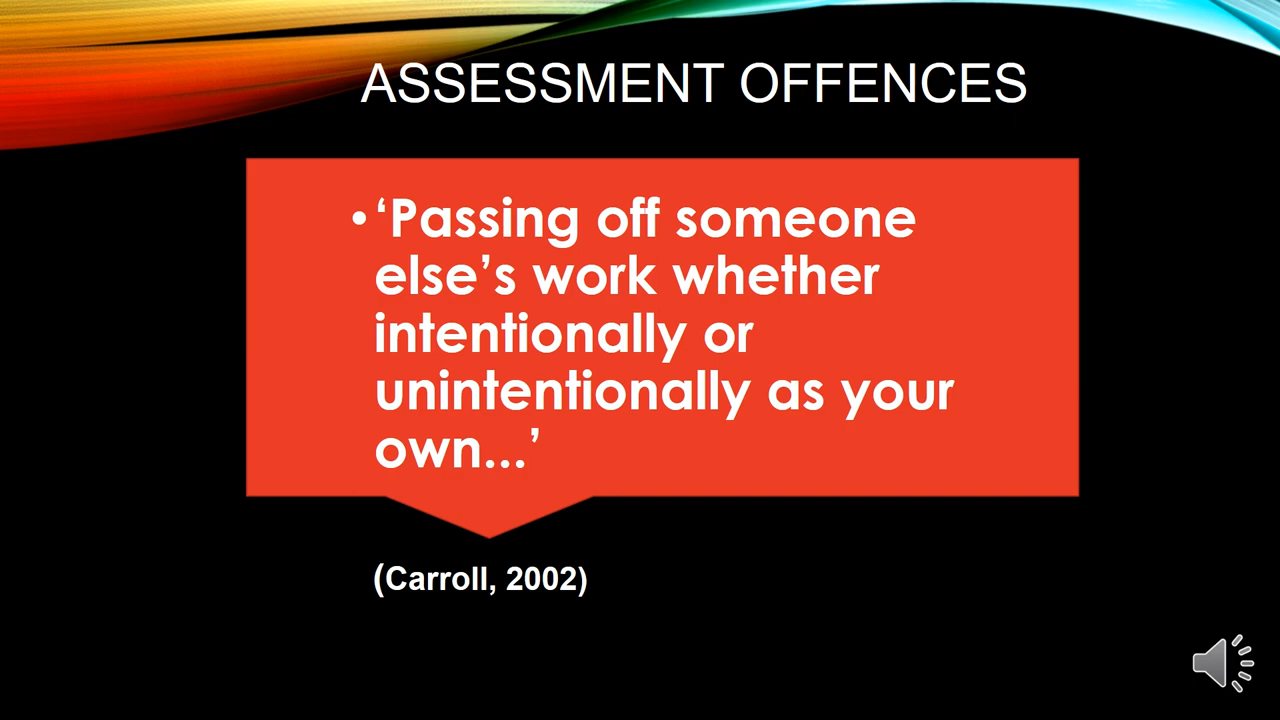 ASSESSMENT OFFENCES
•‘Passing off someone
else’s work whether
intentionally or
unintentionally as your
own...’
(Carroll, 2002)